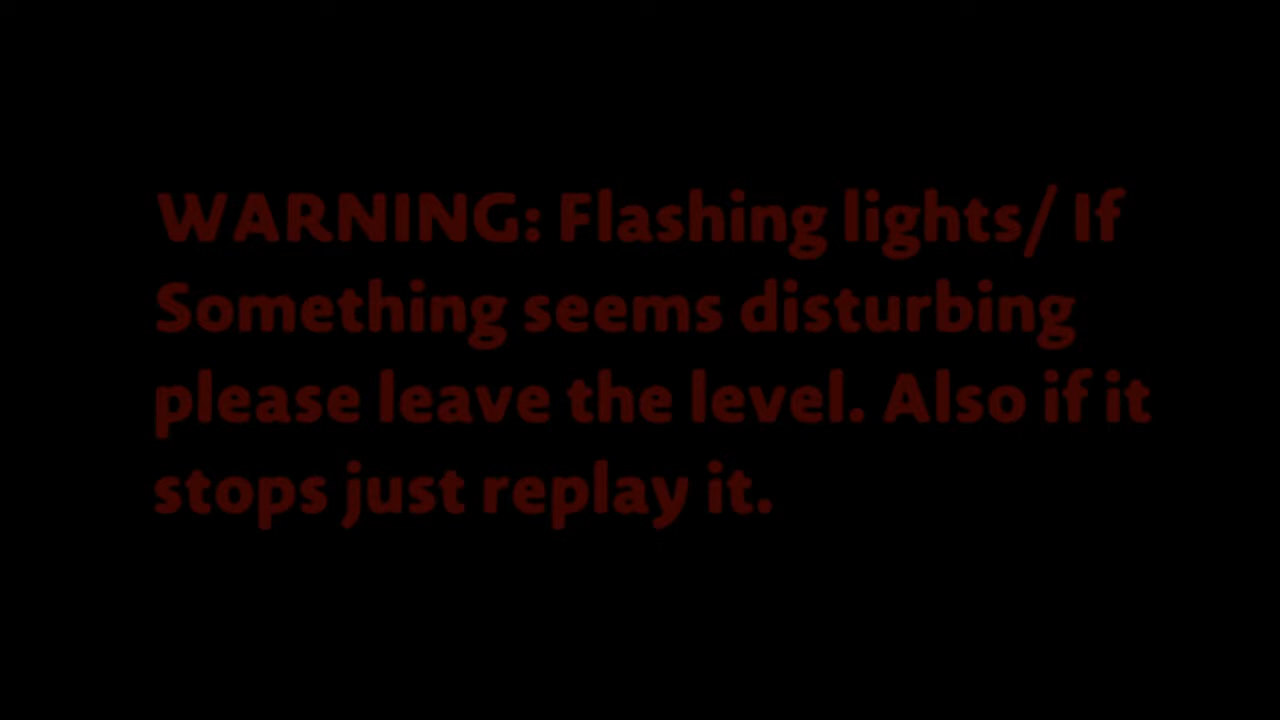 WARNING: Flashing lights/ If
Something seems disturbing
please leave the level. Also if it
stops just replay it.